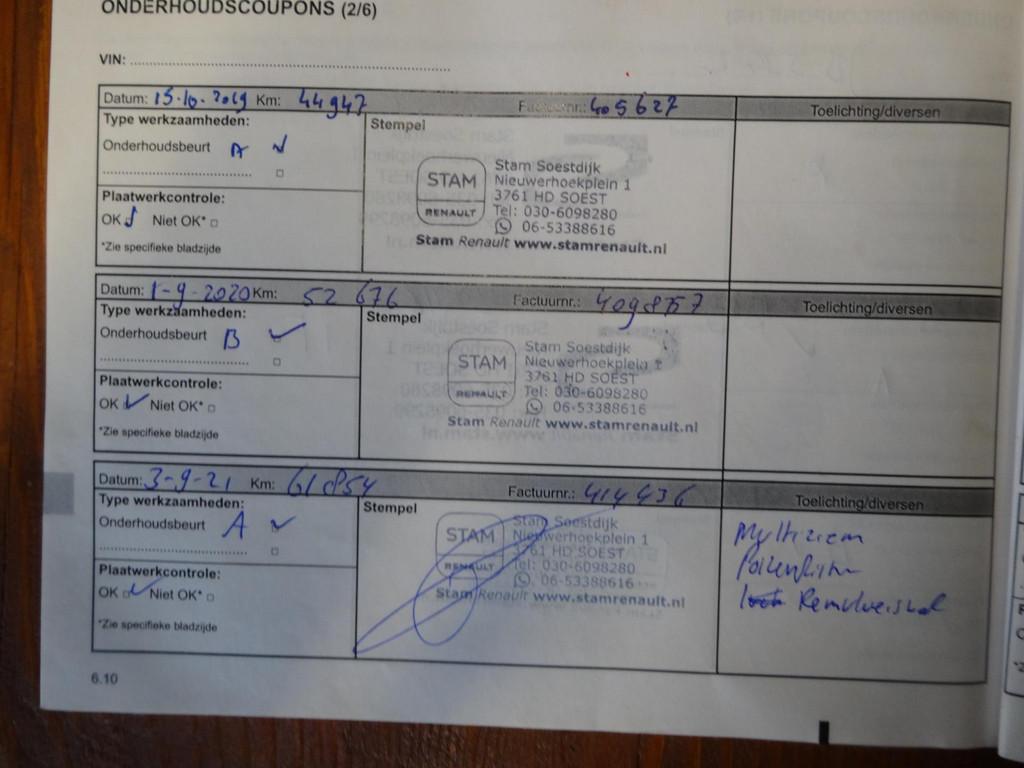 ONDERHOUDSCOUPONS (2/6)
VIN:
Datum: 15-10-2019 Km: 44947 Factuurnr.: 405627 Toelichting/diversen
Type werkzaamheden:
Onderhoudsbeurt A
Stempel
STAM
RENAULT
Stam Soestdijk
Nieuwerhoekplein 1
3761 HD SOEST
Tel: 030-6098280
06-53388616
Stam Renault www.stamrenault.nl
Plaatwerkcontrole:
OK Niet OK*
*Zie specifieke bladzijde
Datum: 1-9-2020 Km: 52 676 Factuurnr.: Toelichting/diversen
Type werkzaamheden:
Onderhoudsbeurt B
Stempel
STAM
RENAULT
Stam Soestdijk
Nieuwerhoekplein 1
3761 HD SOEST
Tel: 030-6098280
06-53388616
Stam Renault www.stamrenault.nl
Plaatwerkcontrole:
OK Niet OK*
*Zie specifieke bladzijde
Datum: 3-9-21 Km: 61854 Factuurnr.: 414436 Toelichting/diversen
Type werkzaamheden:
Onderhoudsbeurt A
Stempel
STAM
RENAULT
Stam Soestdijk
Nieuwerhoekplein 1
3761 HD SOEST
Tel: 030-6098280
06-53388616
Stam Renault www.stamrenault.nl
Plaatwerkcontrole:
OK Niet OK*
*Zie specifieke bladzijde
Multiriem
6.10